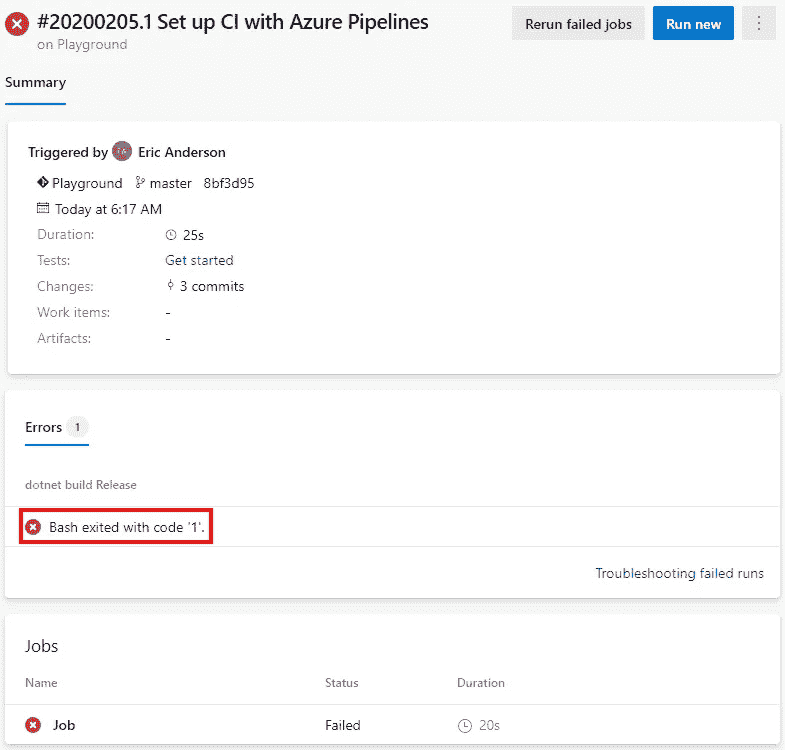 #20200205.1 Set up CI with Azure Pipelines
on Playground
Rerun failed jobs
Run new
Summary
Triggered by Eric Anderson
Playground master 8bf3d95
Today at 6:17 AM
Duration: 25s
Tests: Get started
Changes: 3 commits
Work items: -
Artifacts: -
Errors 1
dotnet build Release
Bash exited with code '1'.
Troubleshooting failed runs
Jobs
Name Status Duration
Job Failed 20s